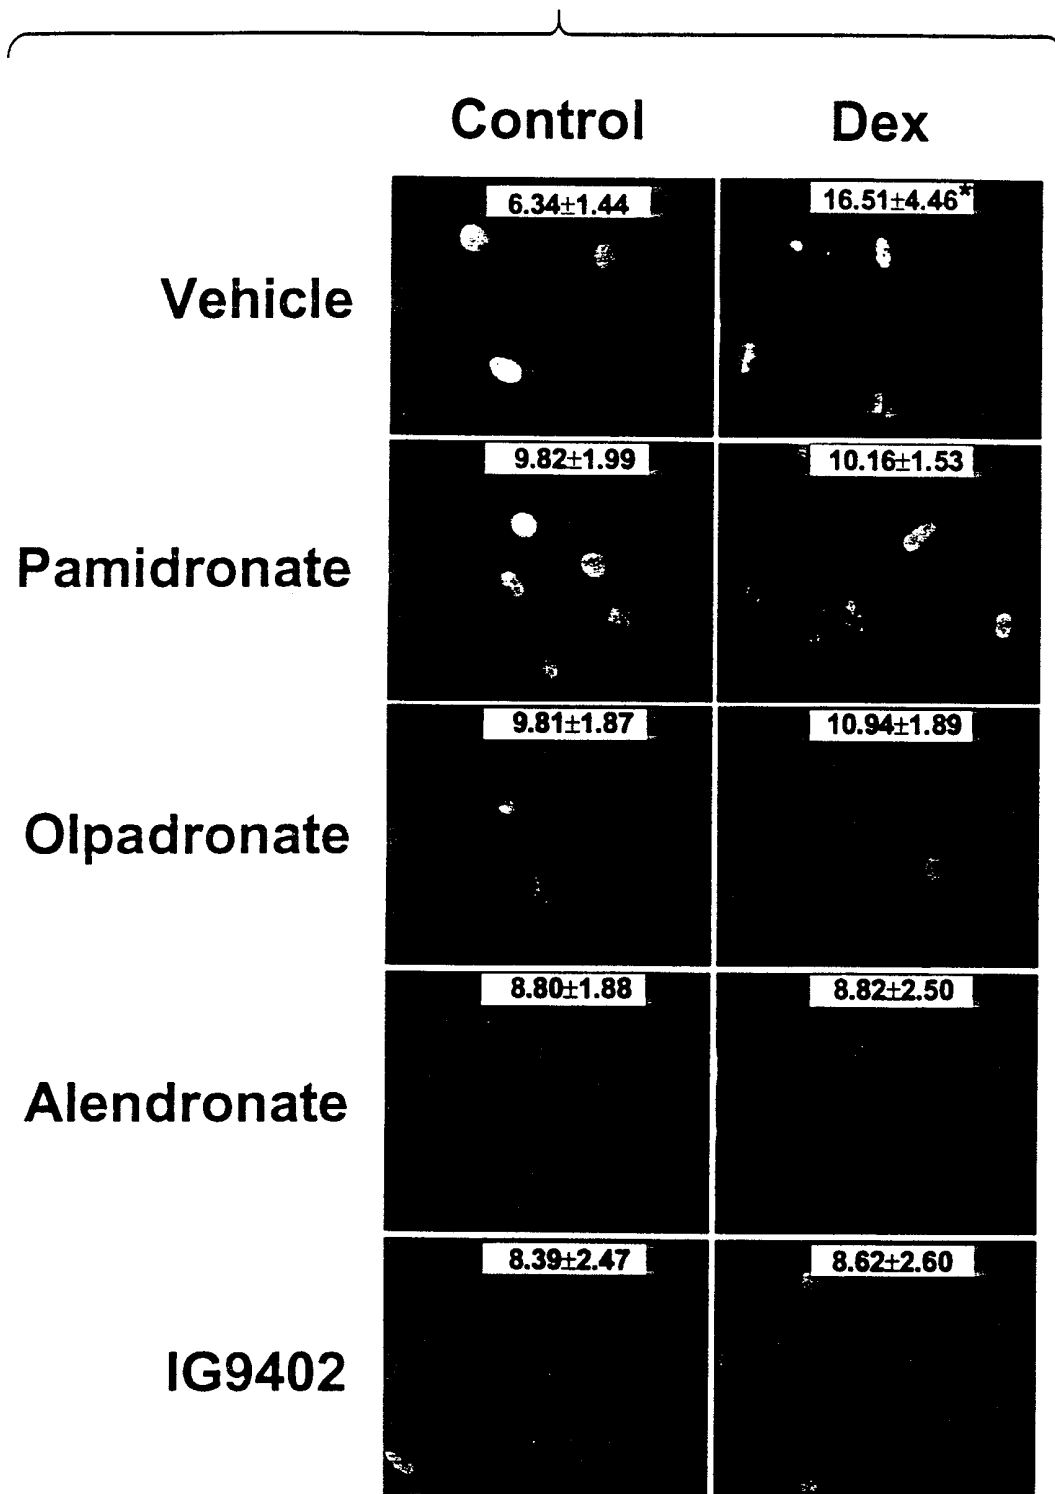 Control Dex
6.34±1.44 16.51±4.46*
Vehicle
9.82±1.99 10.16±1.53
Pamidronate
9.81±1.87 10.94±1.89
Olpadronate
8.80±1.88 8.82±2.50
Alendronate
8.39±2.47 8.62±2.60
IG9402